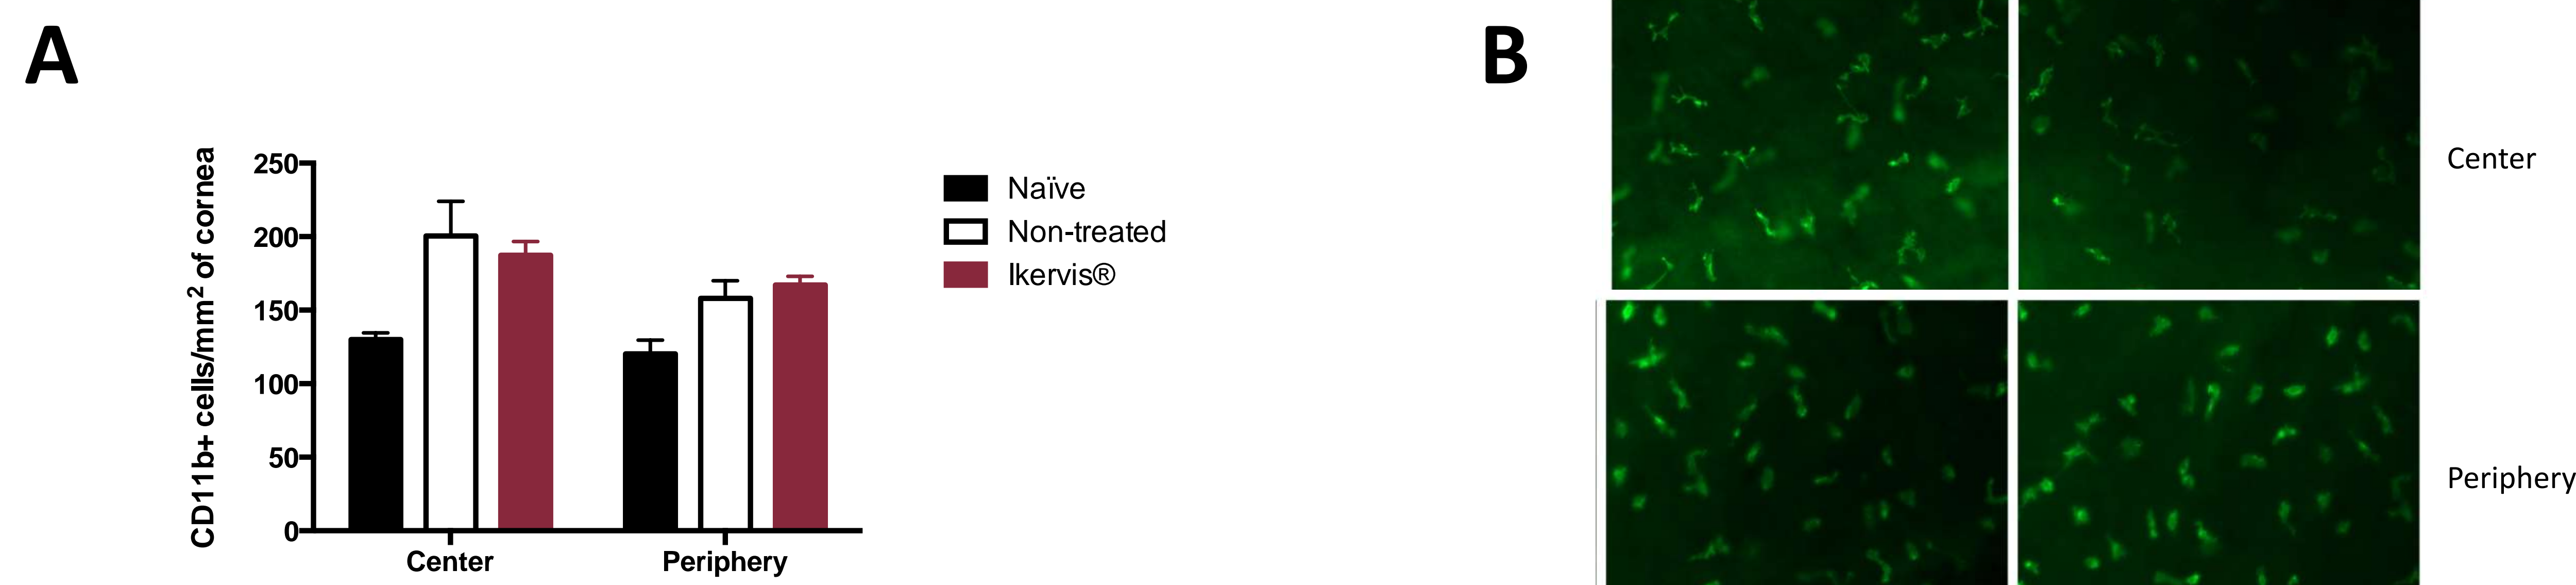 A
B
CD11b+ cells/mm² of cornea
250
200
150
100
50
0
Center
Periphery
Naïve
Non-treated
Ikervis®
Center
Periphery